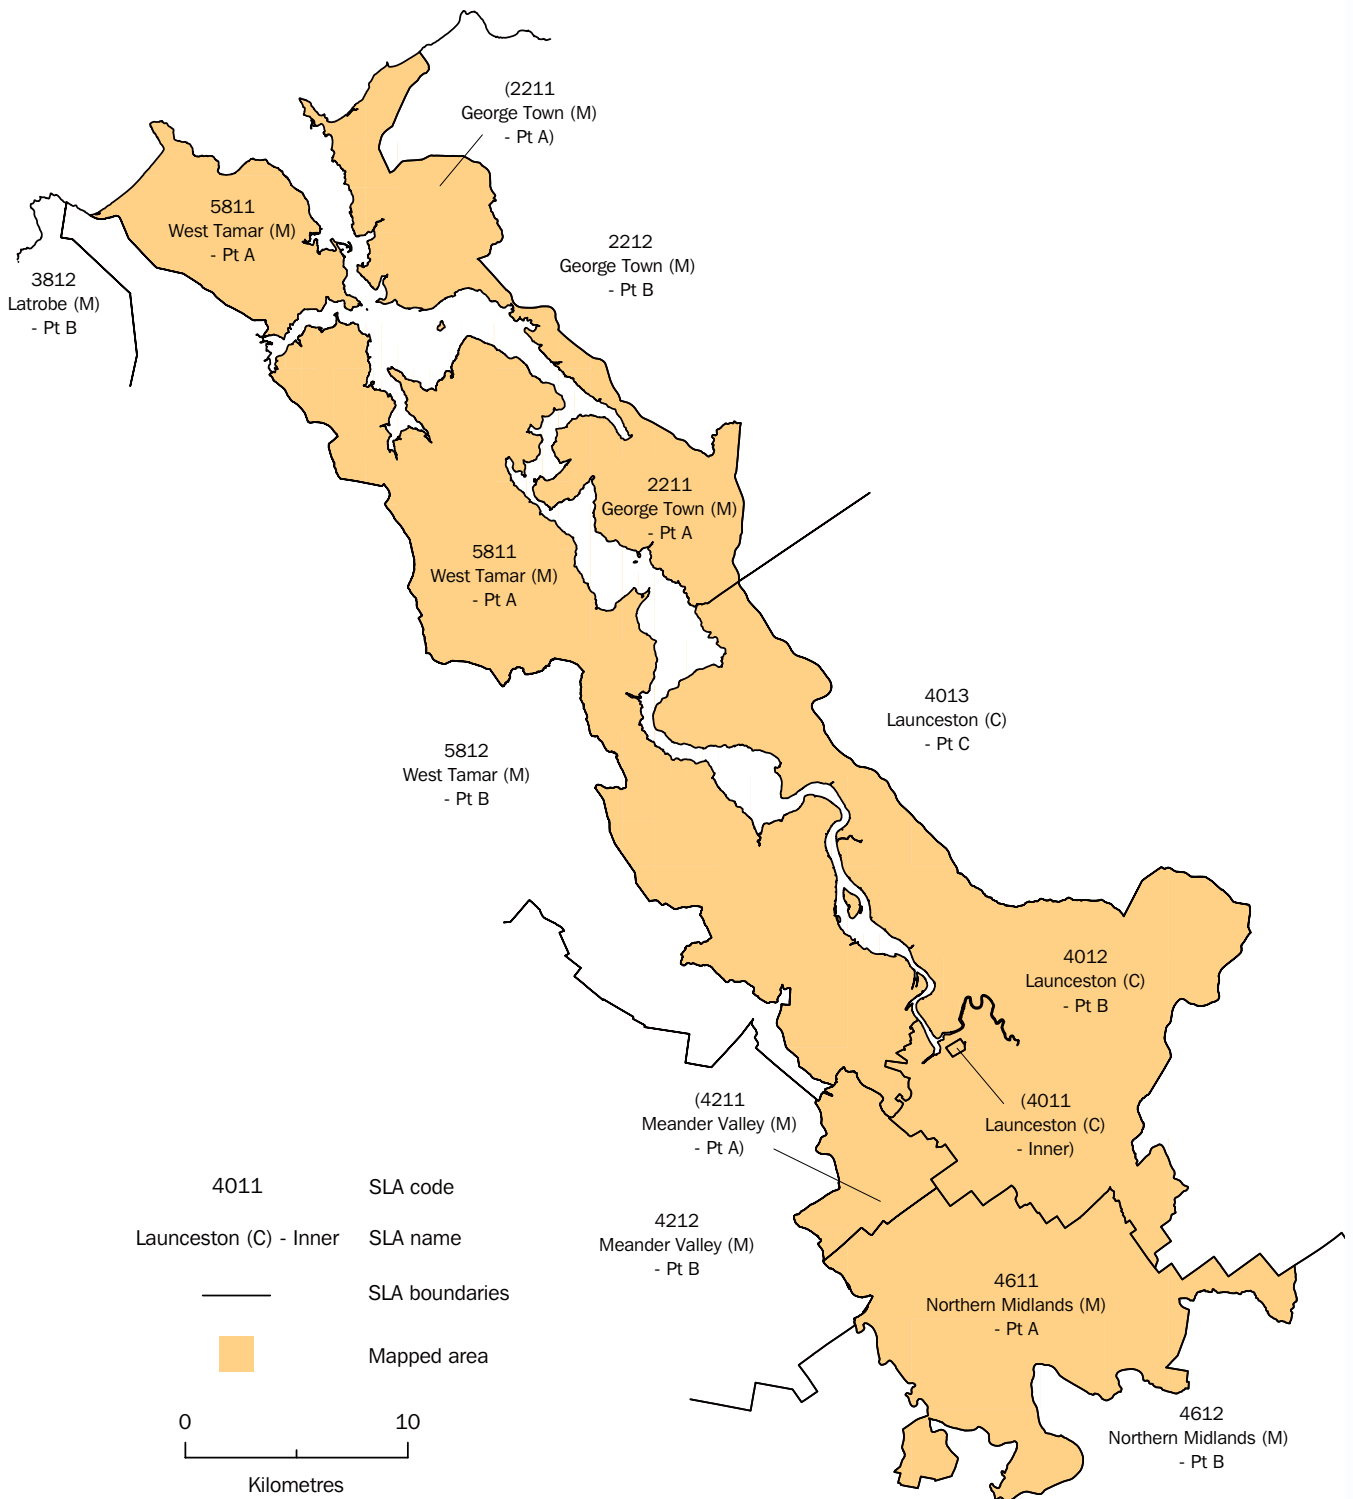 (2211
George Town (M)
- Pt A)
5811
West Tamar (M)
- Pt A
2212
George Town (M)
- Pt B
3812
Latrobe (M)
- Pt B
2211
George Town (M)
- Pt A
5811
West Tamar (M)
- Pt A
4013
Launceston (C)
- Pt C
5812
West Tamar (M)
- Pt B
4012
Launceston (C)
- Pt B
(4211
Meander Valley (M)
- Pt A)
(4011
Launceston (C)
- Inner)
4212
Meander Valley (M)
- Pt B
4611
Northern Midlands (M)
- Pt A
4612
Northern Midlands (M)
- Pt B
4011 SLA code
Launceston (C) - Inner SLA name
SLA boundaries
Mapped area
0 10
Kilometres